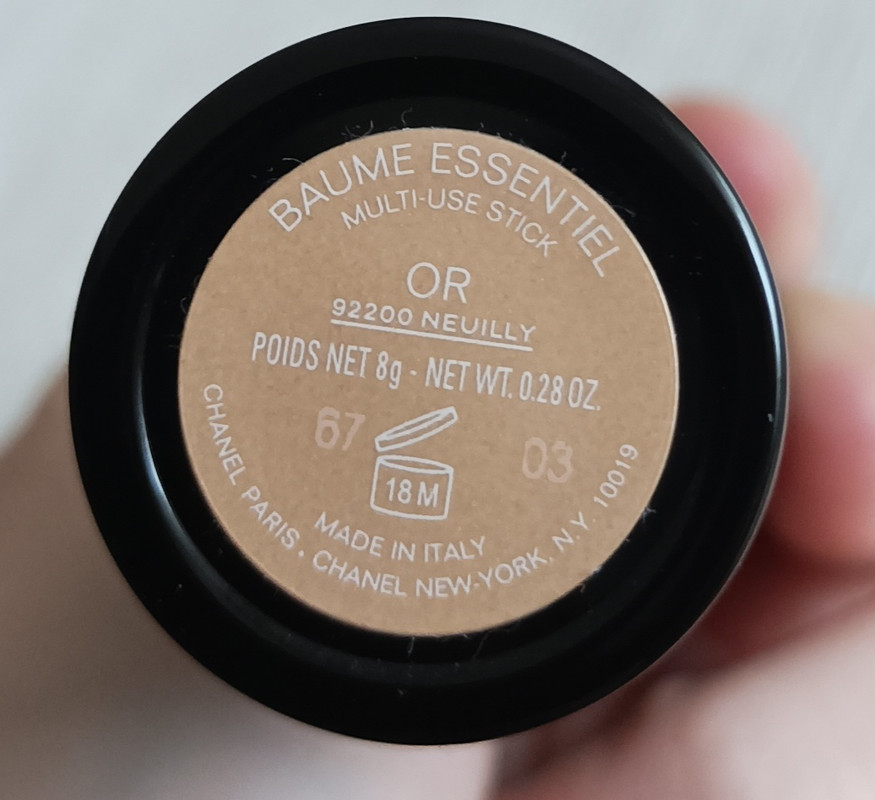 BAUME ESSENTIEL
MULTI-USE STICK
OR
92200 NEUILLY
POIDS NET 8g - NET WT. 0.28 OZ.
67
03
18 M
MADE IN ITALY
CHANEL PARIS . CHANEL NEW-YORK, N.Y. 10019